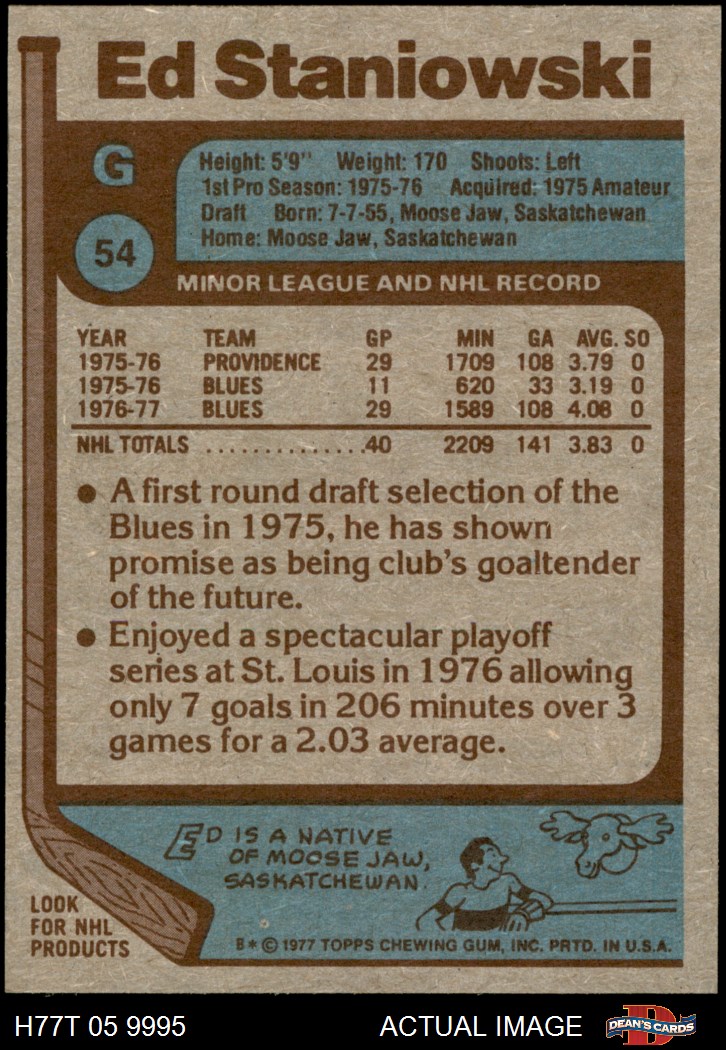 Ed Staniowski
G
54
Height: 5'9" Weight: 170 Shoots: Left
1st Pro Season: 1975-76 Acquired: 1975 Amateur
Draft Born: 7-7-55, Moose Jaw, Saskatchewan
Home: Moose Jaw, Saskatchewan
MINOR LEAGUE AND NHL RECORD
YEAR TEAM GP MIN GA AVG. SO
1975-76 PROVIDENCE 29 1709 108 3.79 0
1975-76 BLUES 11 620 33 3.19 0
1976-77 BLUES 29 1589 108 4.08 0
NHL TOTALS ...............40 2209 141 3.83 0
● A first round draft selection of the
Blues in 1975, he has shown
promise as being club's goaltender
of the future.
● Enjoyed a spectacular playoff
series at St. Louis in 1976 allowing
only 7 goals in 206 minutes over 3
games for a 2.03 average.
ED IS A NATIVE
OF MOOSE JAW,
SASKATCHEWAN.
LOOK
FOR NHL
PRODUCTS
B*© 1977 TOPPS CHEWING GUM, INC. PRTD. IN U.S.A.
H77T 05 9995 ACTUAL IMAGE D DEAN'S CARDS